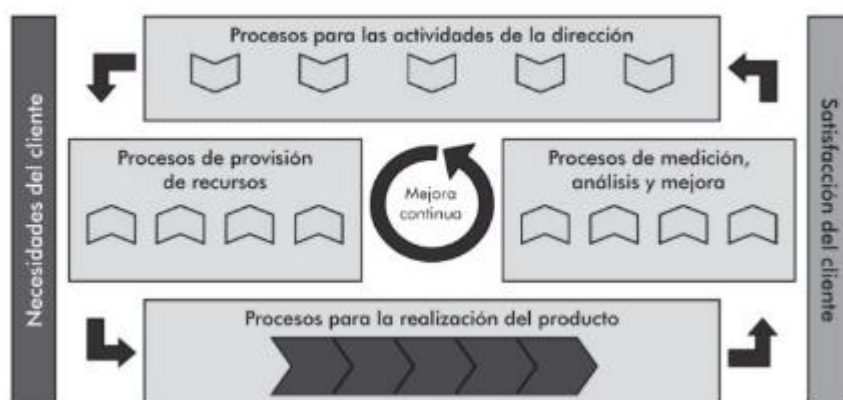 Procesos para las actividades de la dirección
Necesidades del cliente
Procesos de provisión
de recursos
Mejora
continua
Procesos de medición,
análisis y mejora
Satisfacción del cliente
Procesos para la realización del producto